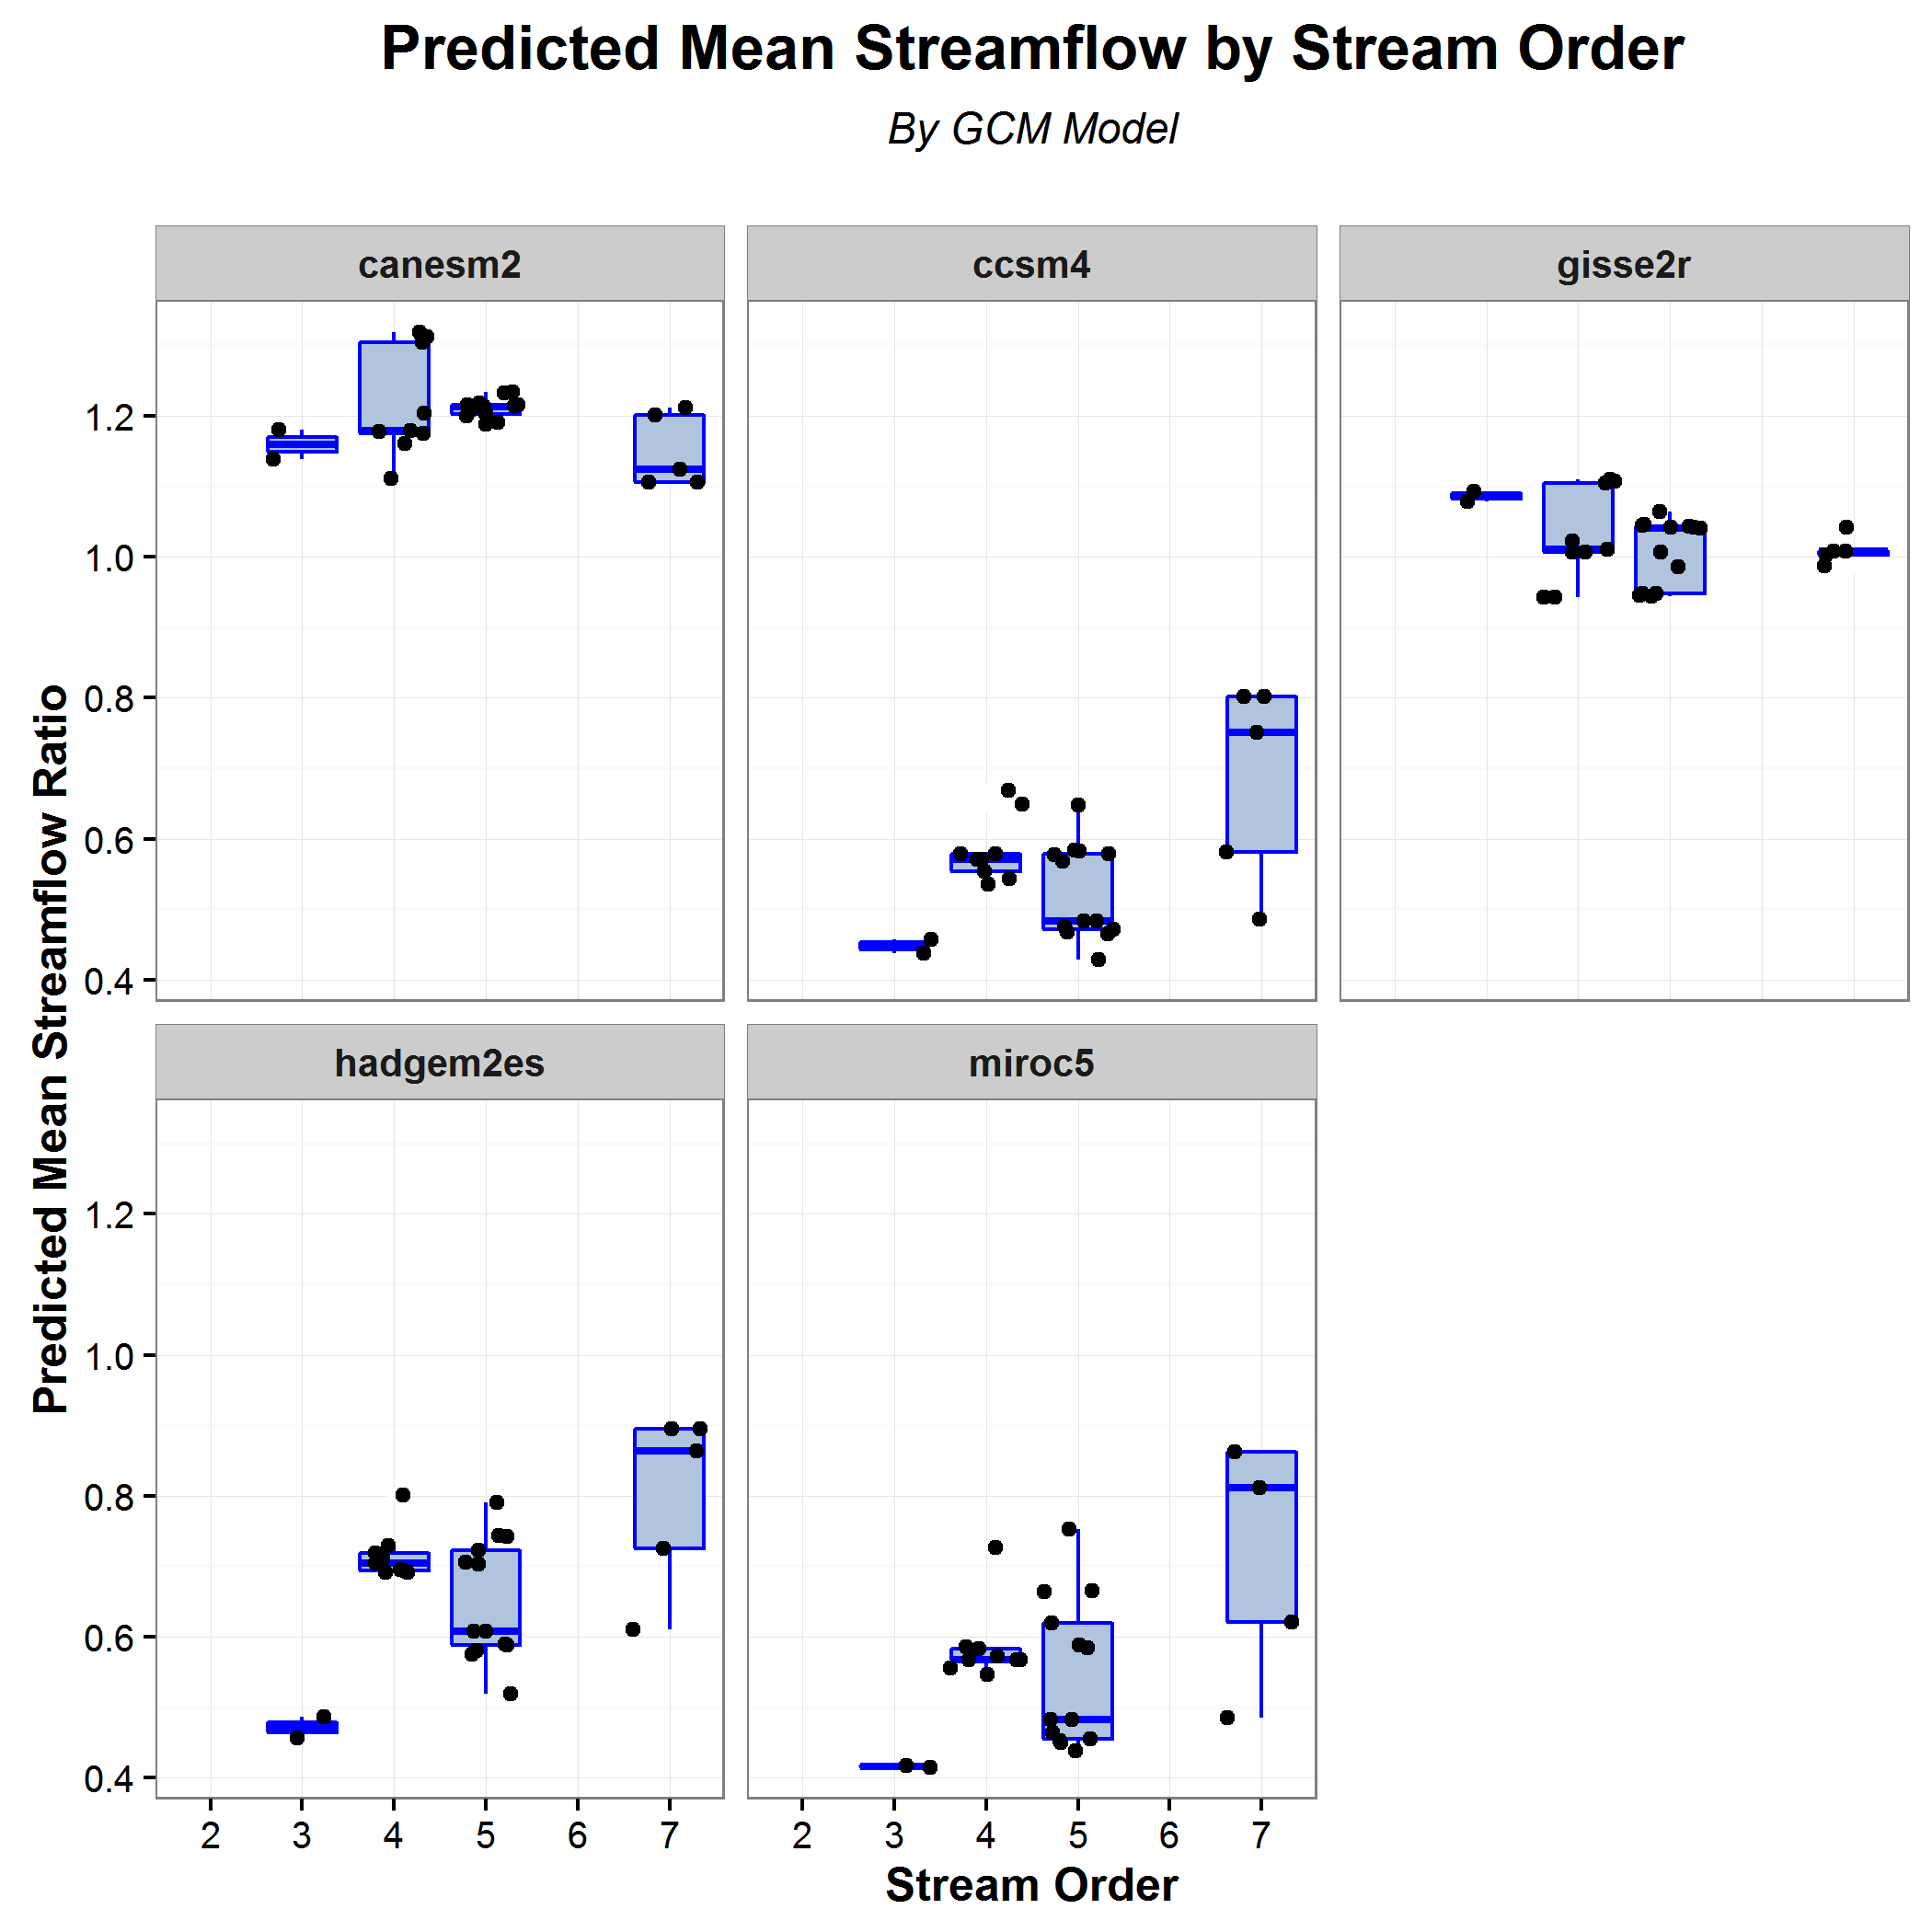 Predicted Mean Streamflow by Stream Order
By GCM Model
canesm2 ccsm4 gisse2r
Predicted Mean Streamflow Ratio
1.2
1.0
0.8
0.6
0.4
hadgem2es miroc5
1.2
1.0
0.8
0.6
0.4
2 3 4 5 6 7 2 3 4 5 6 7
Stream Order